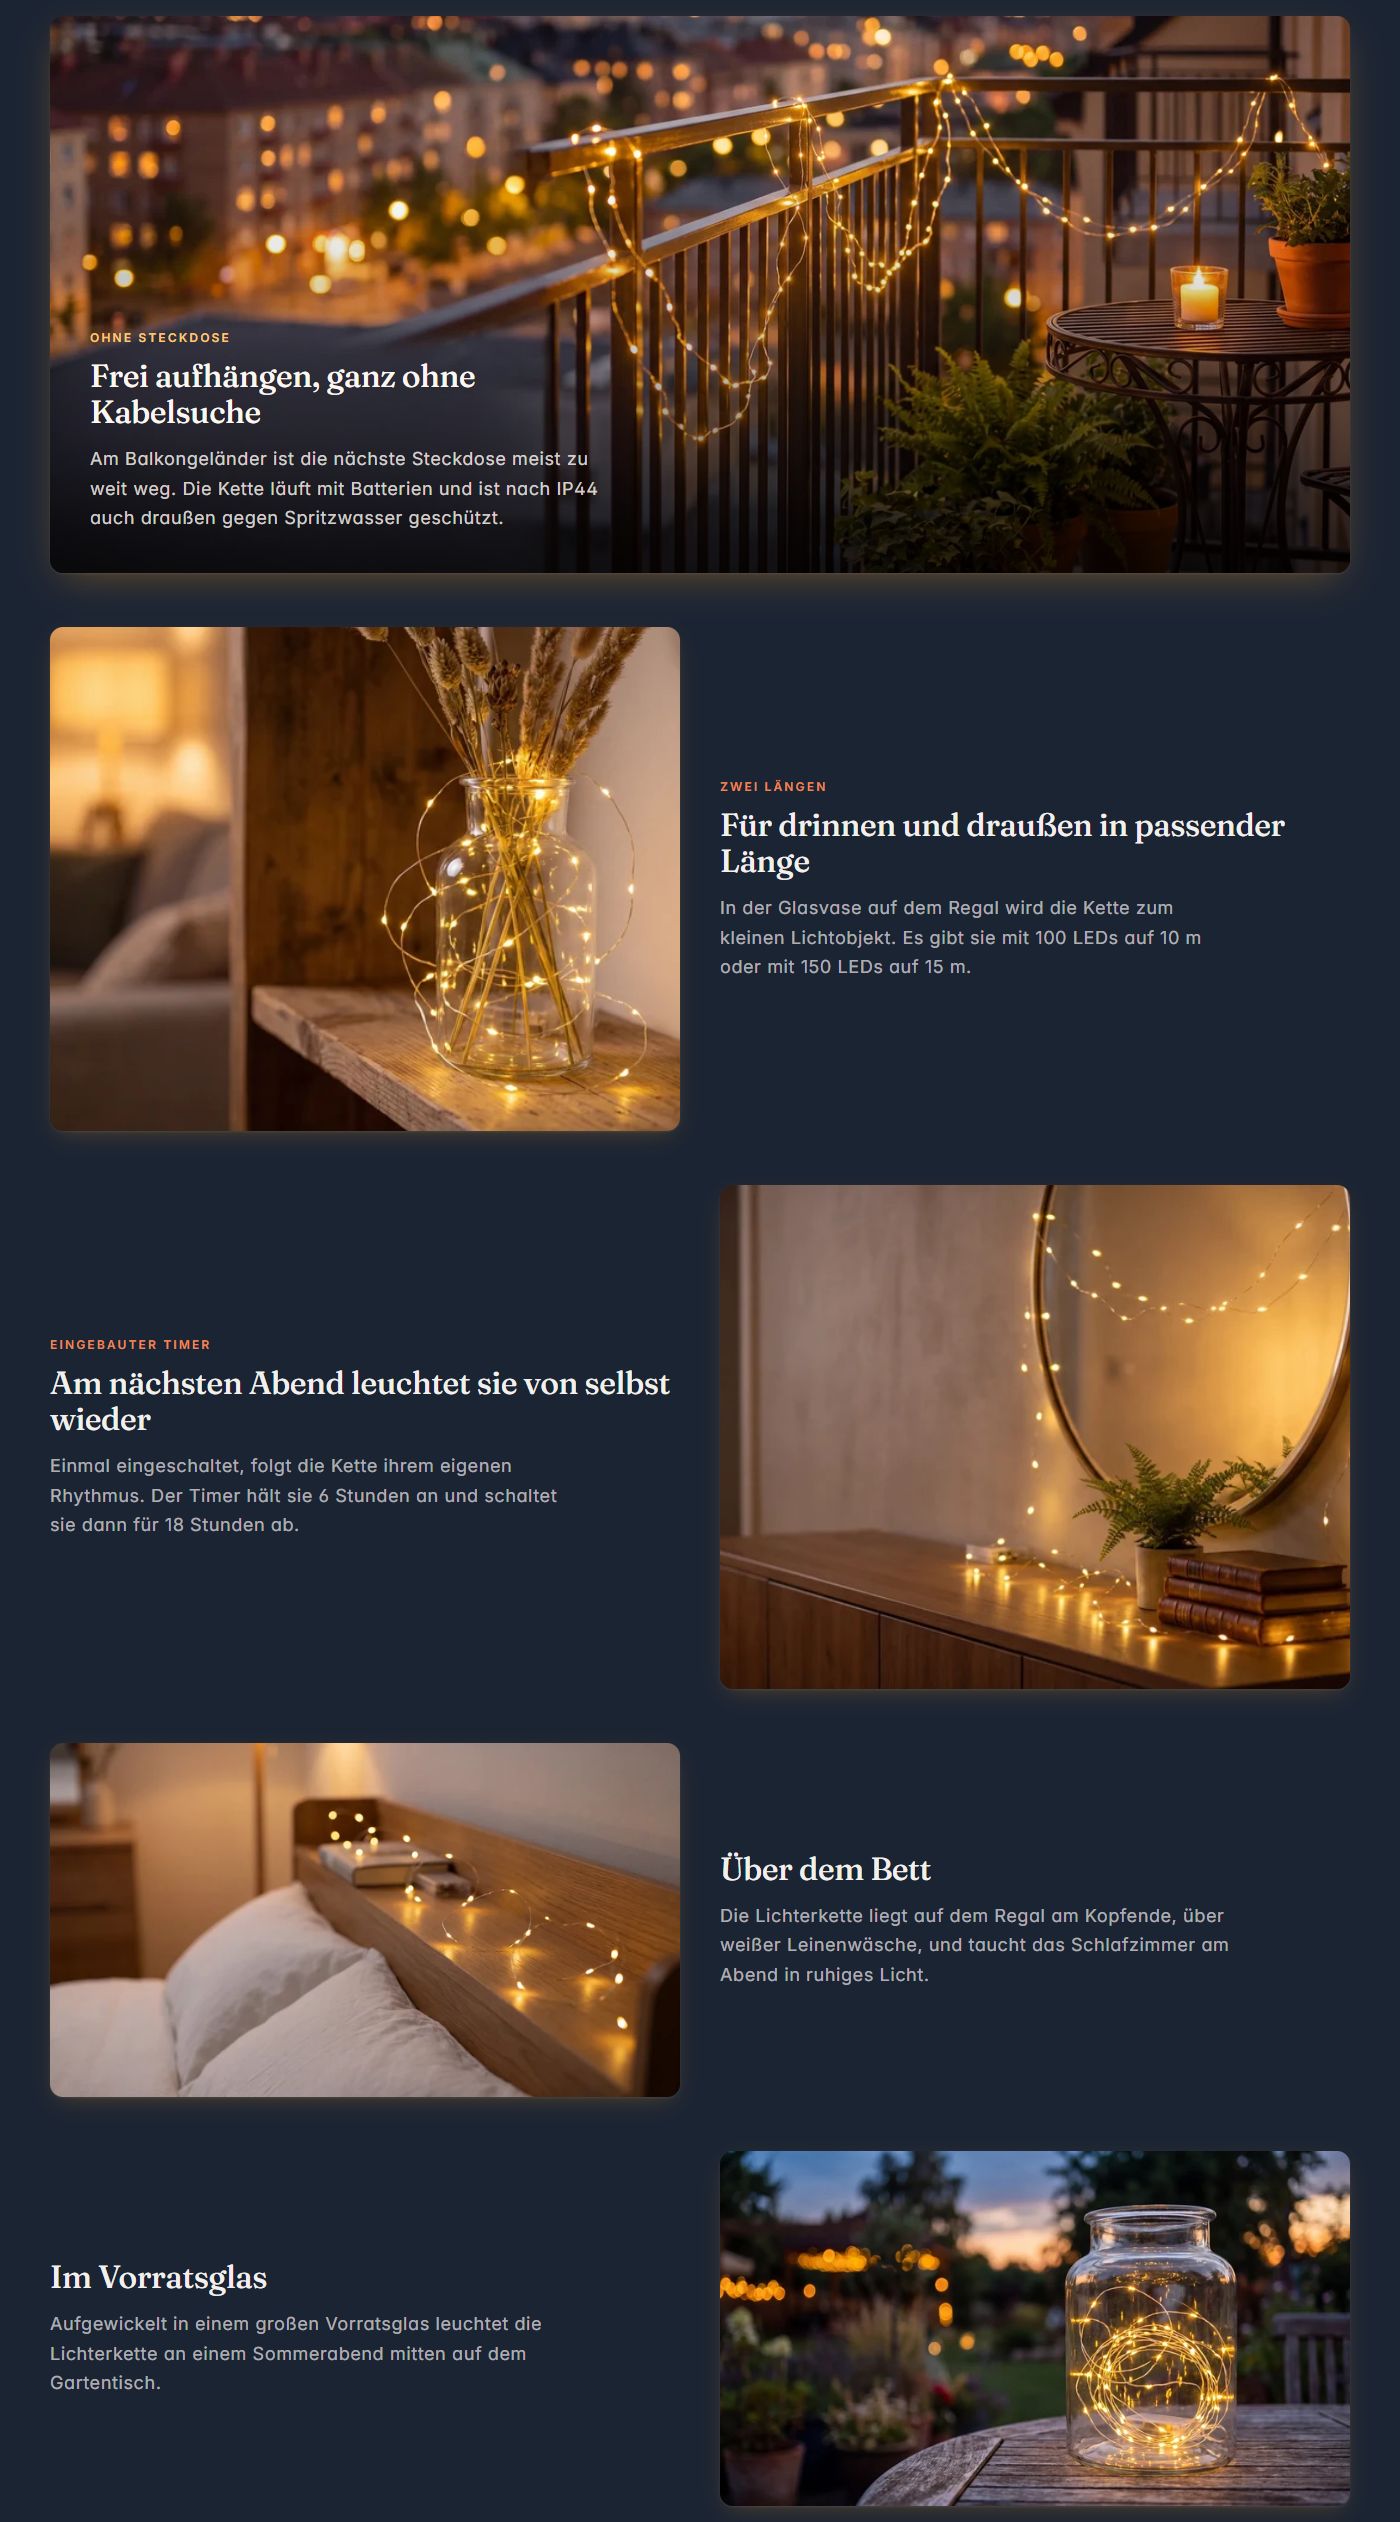 OHNE STECKDOSE
Frei aufhängen, ganz ohne
Kabelsuche
Am Balkongeländer ist die nächste Steckdose meist zu
weit weg. Die Kette läuft mit Batterien und ist nach IP44
auch draußen gegen Spritzwasser geschützt.
ZWEI LÄNGEN
Für drinnen und draußen in passender
Länge
In der Glasvase auf dem Regal wird die Kette zum
kleinen Lichtobjekt. Es gibt sie mit 100 LEDs auf 10 m
oder mit 150 LEDs auf 15 m.
EINGEBAUTER TIMER
Am nächsten Abend leuchtet sie von selbst
wieder
Einmal eingeschaltet, folgt die Kette ihrem eigenen
Rhythmus. Der Timer hält sie 6 Stunden an und schaltet
sie dann für 18 Stunden ab.
Über dem Bett
Die Lichterkette liegt auf dem Regal am Kopfende, über
weißer Leinenwäsche, und taucht das Schlafzimmer am
Abend in ruhiges Licht.
Im Vorratsglas
Aufgewickelt in einem großen Vorratsglas leuchtet die
Lichterkette an einem Sommerabend mitten auf dem
Gartentisch.